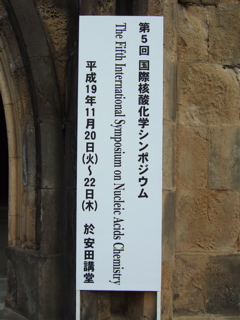 第5回 国際核酸化学シンポジウム
The Fifth International Symposium on Nucleic Acids Chemistry
平成19年11月20日(火)～22日(木) 於 安田講堂